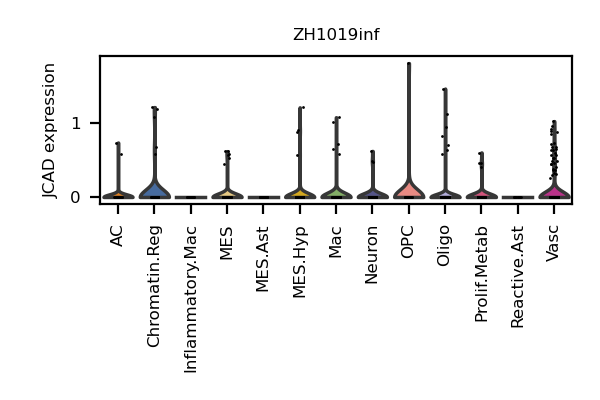 ZH1019inf
JCAD expression
1
0
AC
Chromatin.Reg
Inflammatory.Mac
MES
MES.Ast
MES.Hyp
Mac
Neuron
OPC
Oligo
Prolif.Metab
Reactive.Ast
Vasc